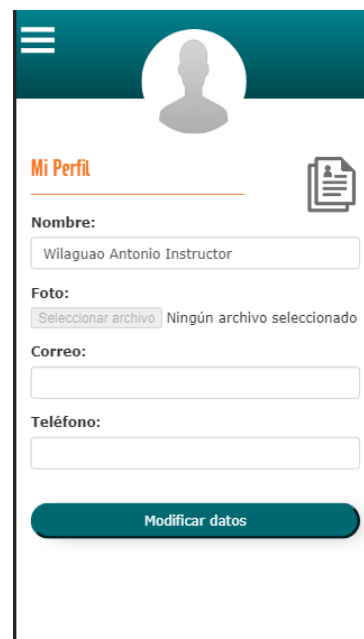 Mi Perfil
Nombre:
Wilaguao Antonio Instructor
Foto:
Seleccionar archivo Ningún archivo seleccionado
Correo:
Teléfono:
Modificar datos